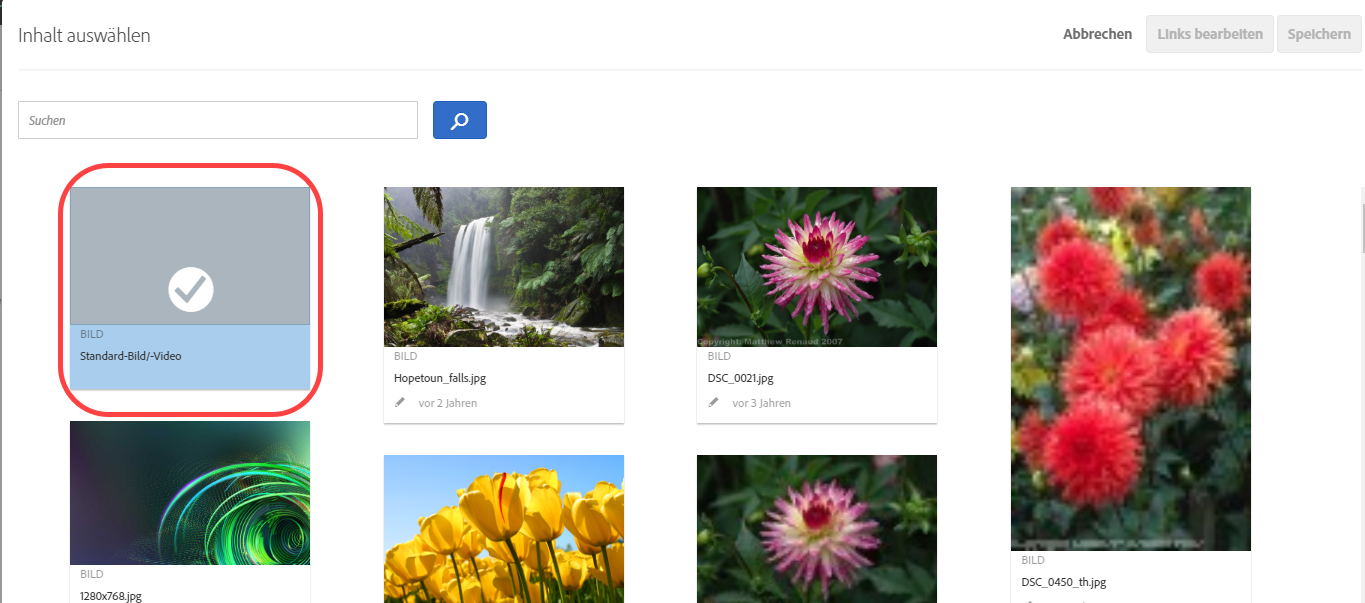 Inhalt auswählen
Abbrechen
Links bearbeiten
Speichern
Suchen
BILD
Standard-Bild/-Video
BILD
Hopetoun_falls.jpg
vor 2 Jahren
Copyright: Matthew Renaud 2007
BILD
DSC_0021.jpg
vor 3 Jahren
BILD
DSC_0450_th.jpg
BILD
1280x768.jpg